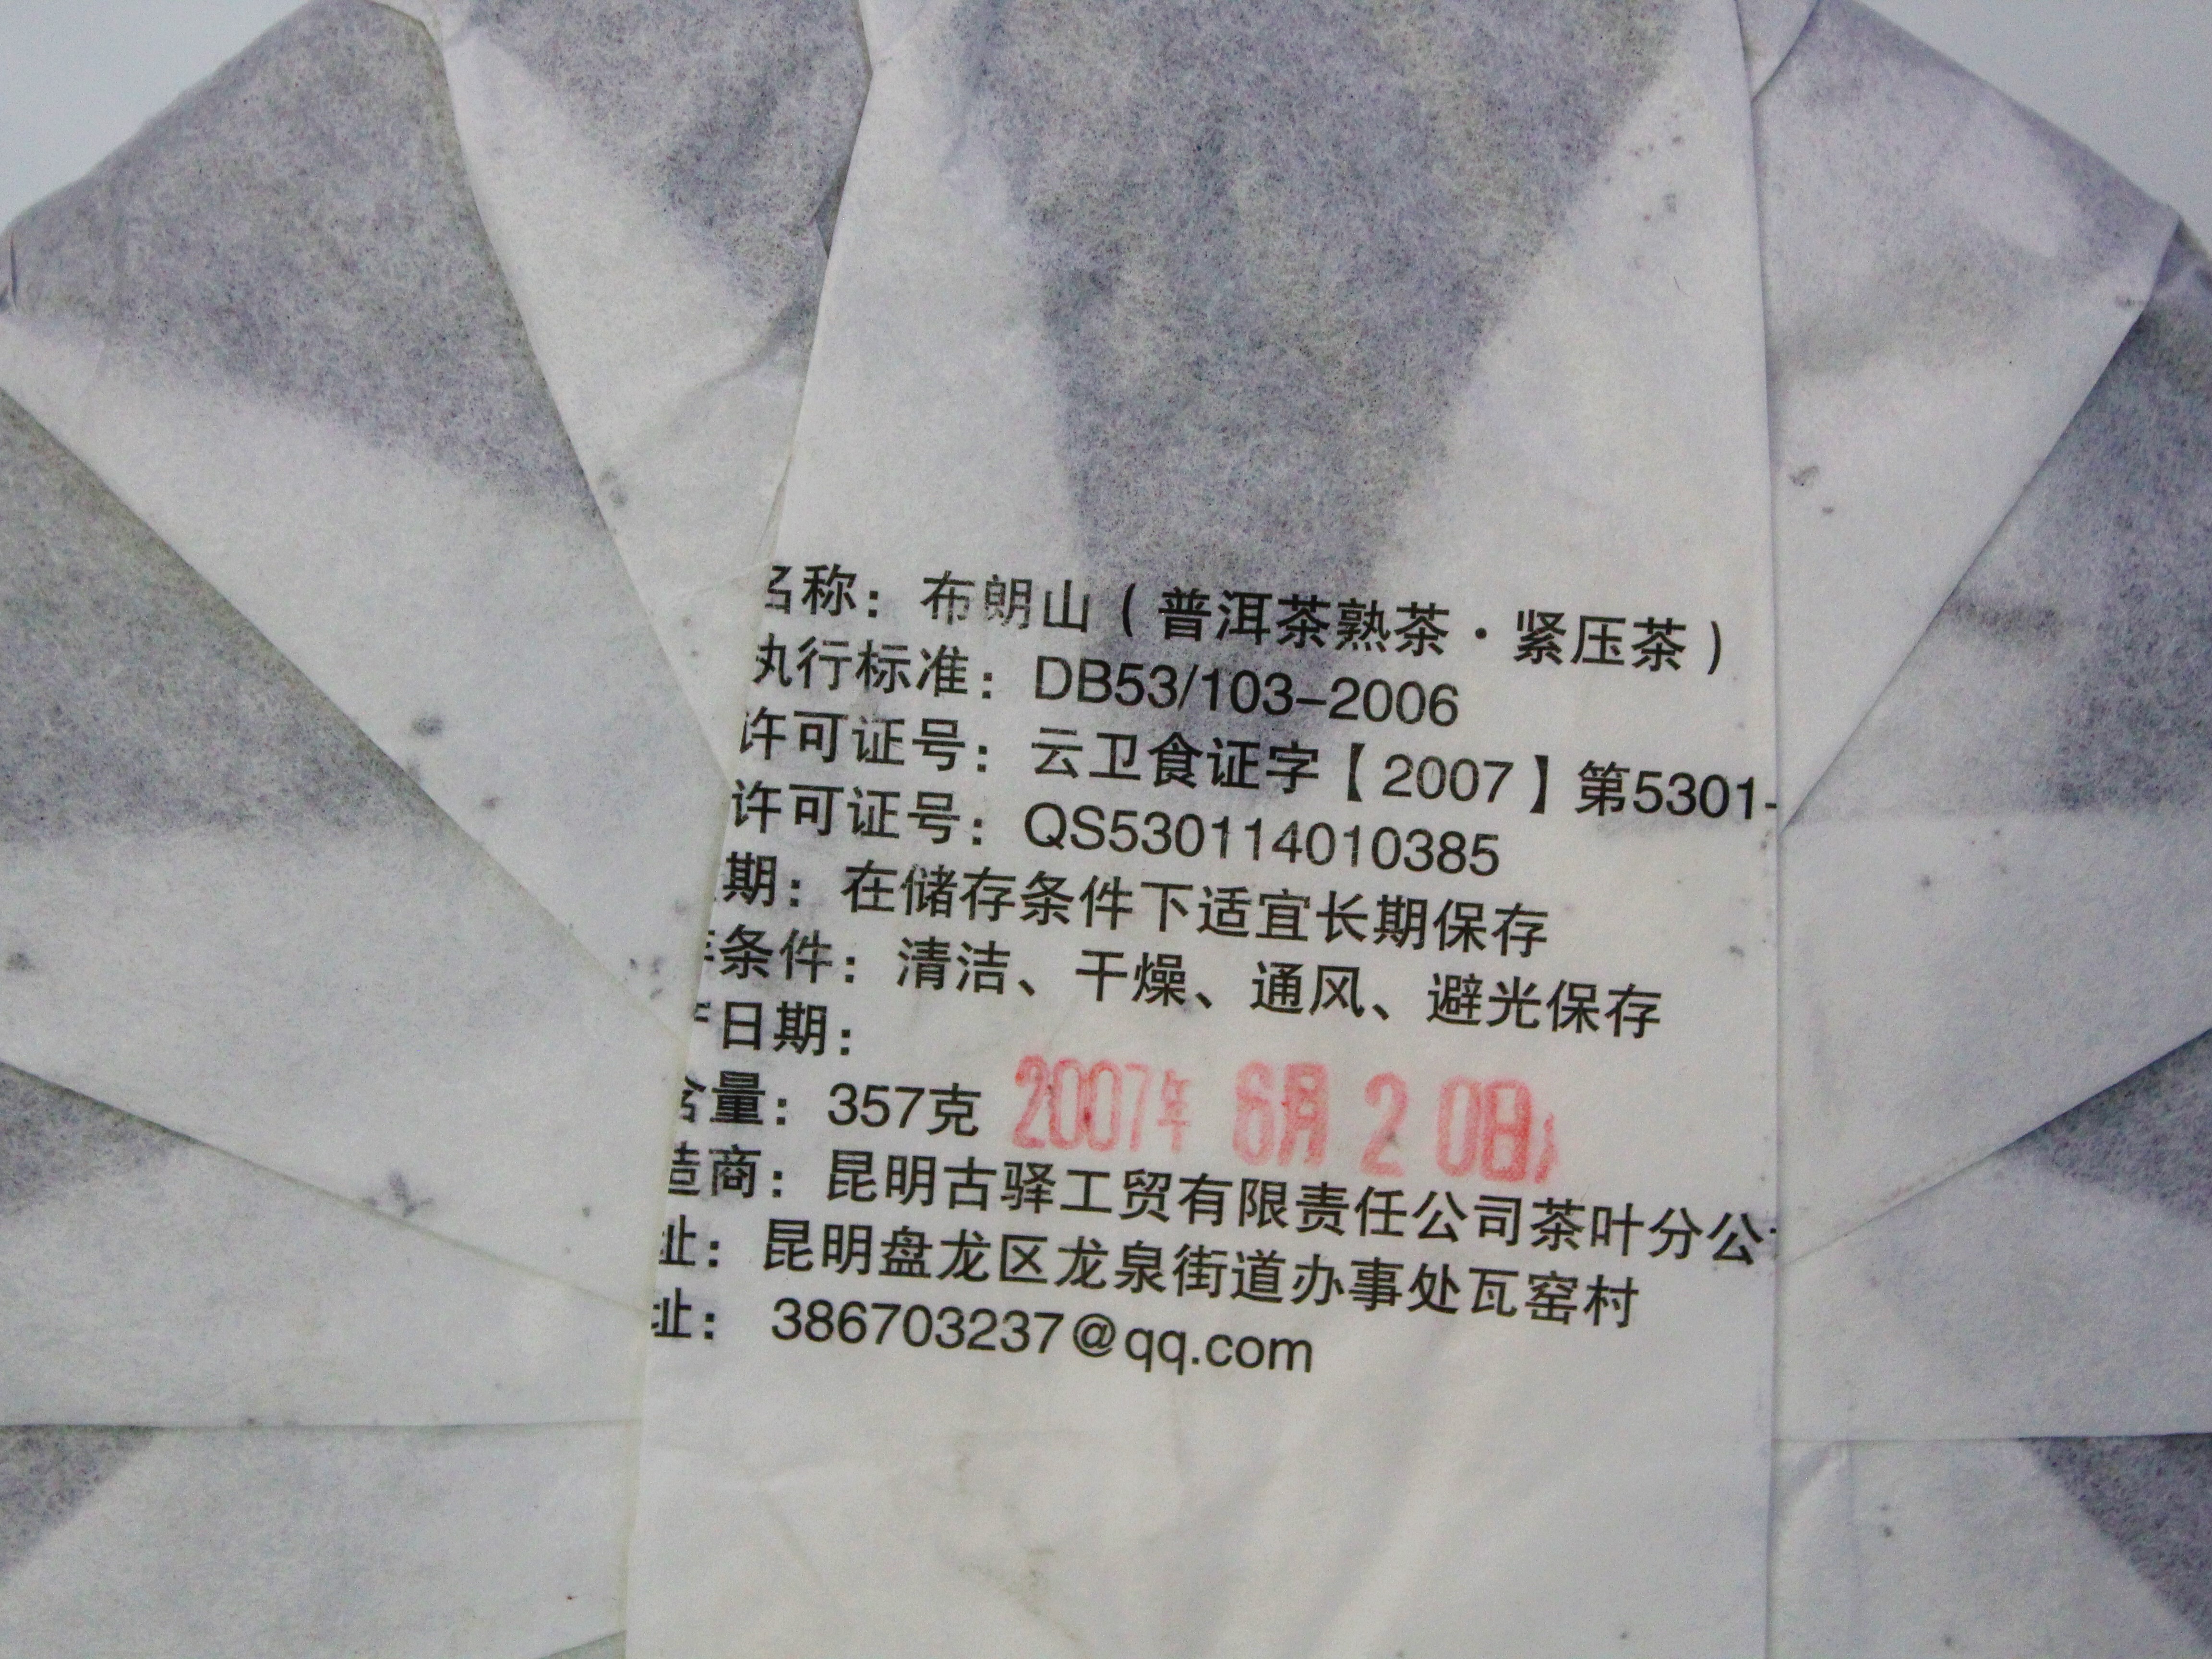 名称：布朗山（普洱茶熟茶·紧压茶）
执行标准：DB53/103-2006
许可证号：云卫食证字【2007】第5301-
许可证号：QS530114010385
期：在储存条件下适宜长期保存
条件：清洁、干燥、通风、避光保存
日期：
2007年 6月 2 0日
含量：357克
造商：昆明古驿工贸有限责任公司茶叶分公
址：昆明盘龙区龙泉街道办事处瓦窑村
址： 386703237@qq.com